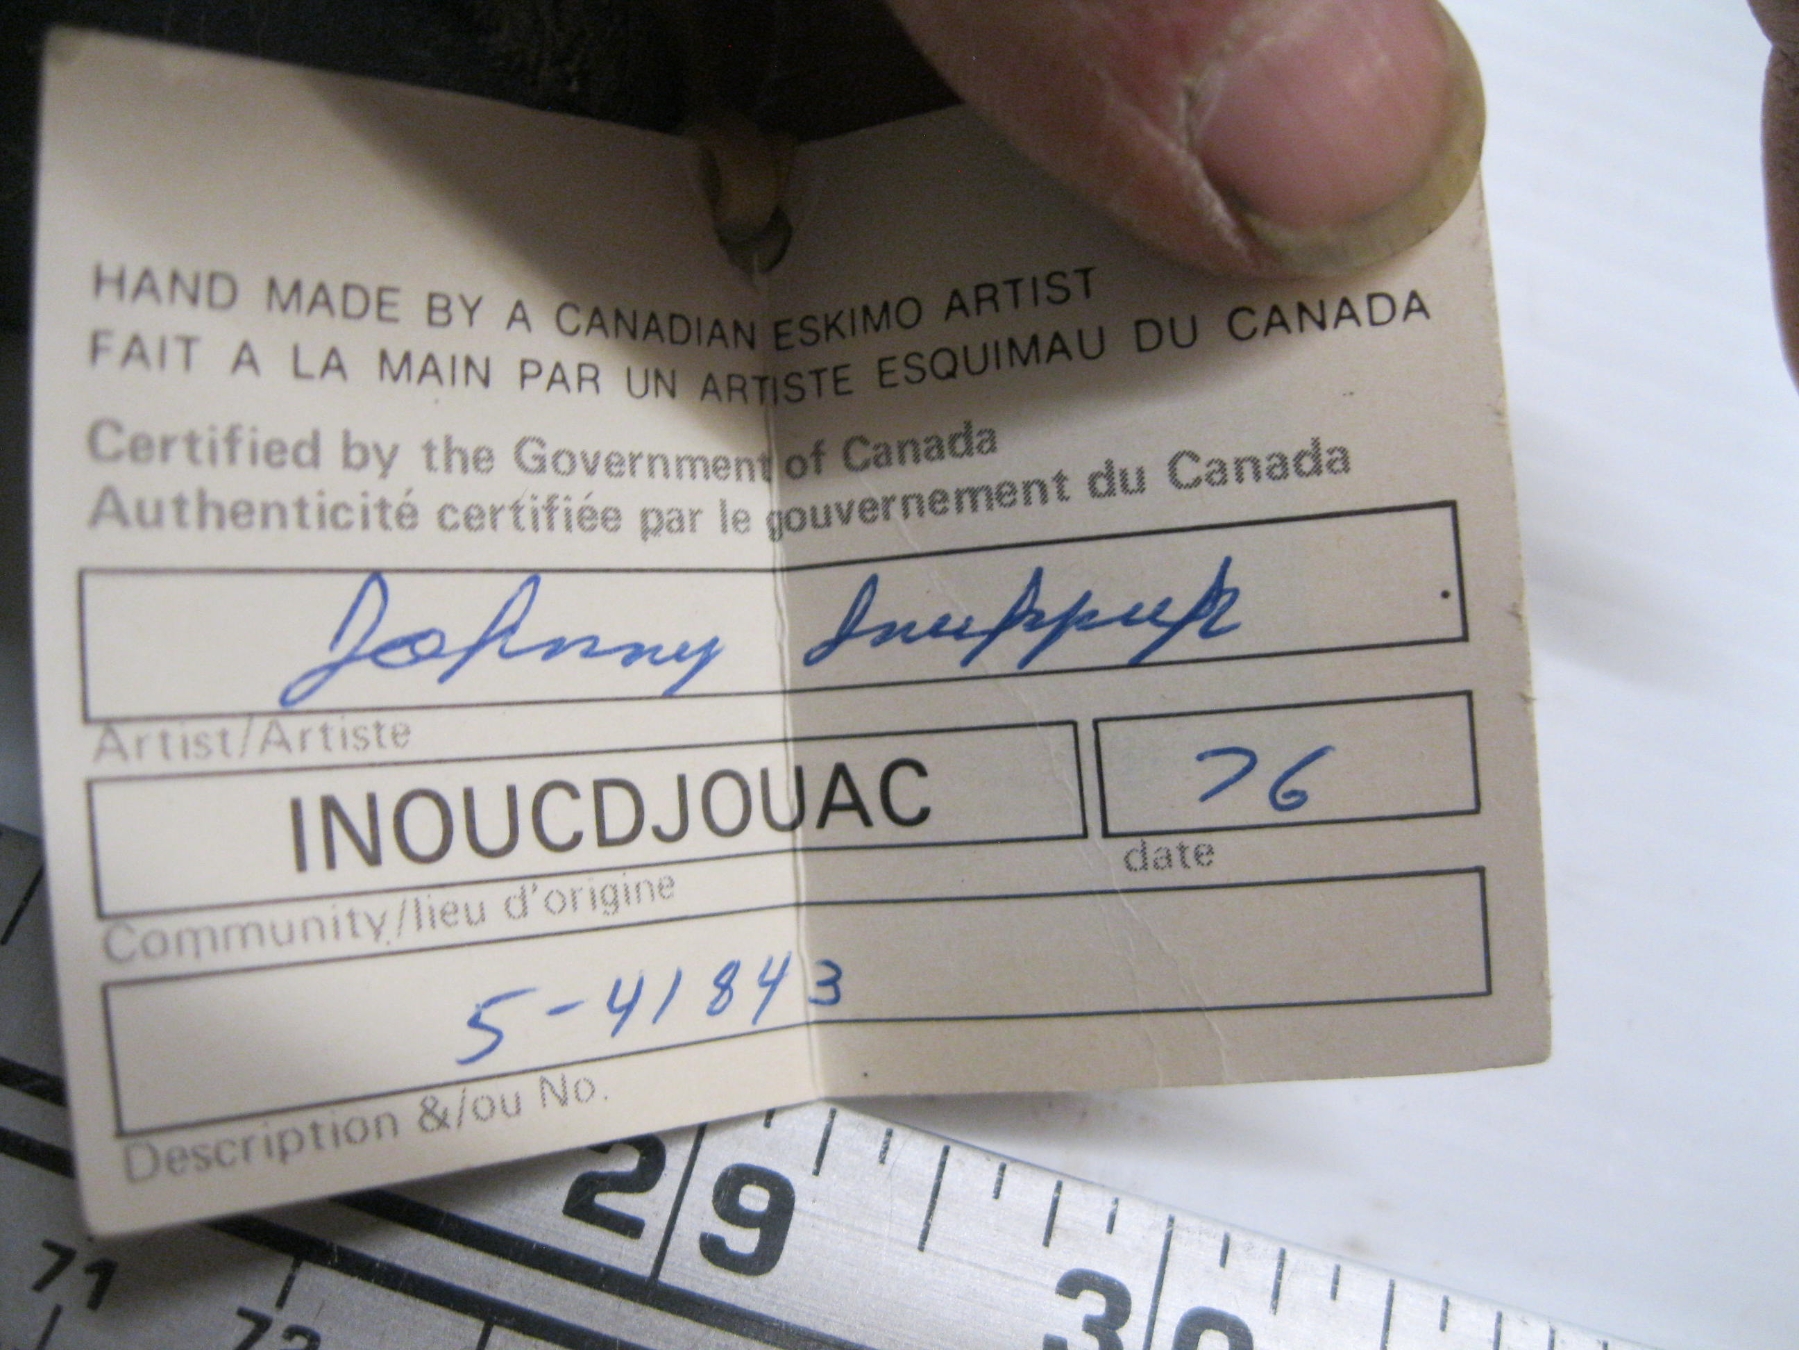 HAND MADE BY A CANADIAN ESKIMO ARTIST
FAIT A LA MAIN PAR UN ARTISTE ESQUIMAU DU CANADA
Certified by the Government of Canada
Authenticité certifiée par le gouvernement du Canada
Johnny Inukpuk
Artist/Artiste
INOUCDJOUAC
76
Community/lieu d'origine
date
5-41843
Description &/ou No.
29
30
71
72